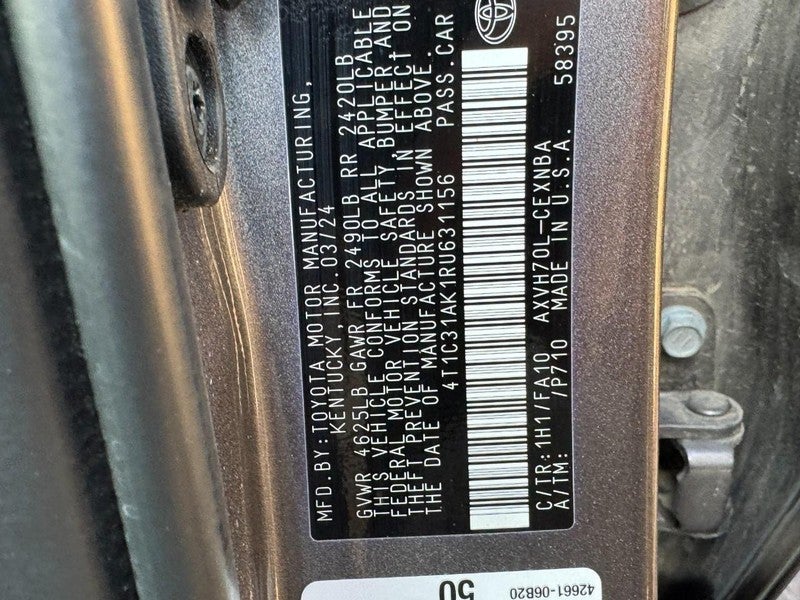 MFD.BY:TOYOTA MOTOR MANUFACTURING,
KENTUCKY, INC. 03/24
GVWR 4625LB GAWR FR 2490LB RR 2420LB
THIS VEHICLE CONFORMS TO ALL APPLICABLE
FEDERAL MOTOR VEHICLE SAFETY, BUMPER, AND
THEFT PREVENTION STANDARDS IN EFFECT ON
THE DATE OF MANUFACTURE SHOWN ABOVE.
4T1C31AK1RU631156 PASS.CAR
C/TR: 1H1/FA10 AXVH70L-CEXNBA
A/TM: /P710 MADE IN U.S.A. 58395
50
42661-06B20